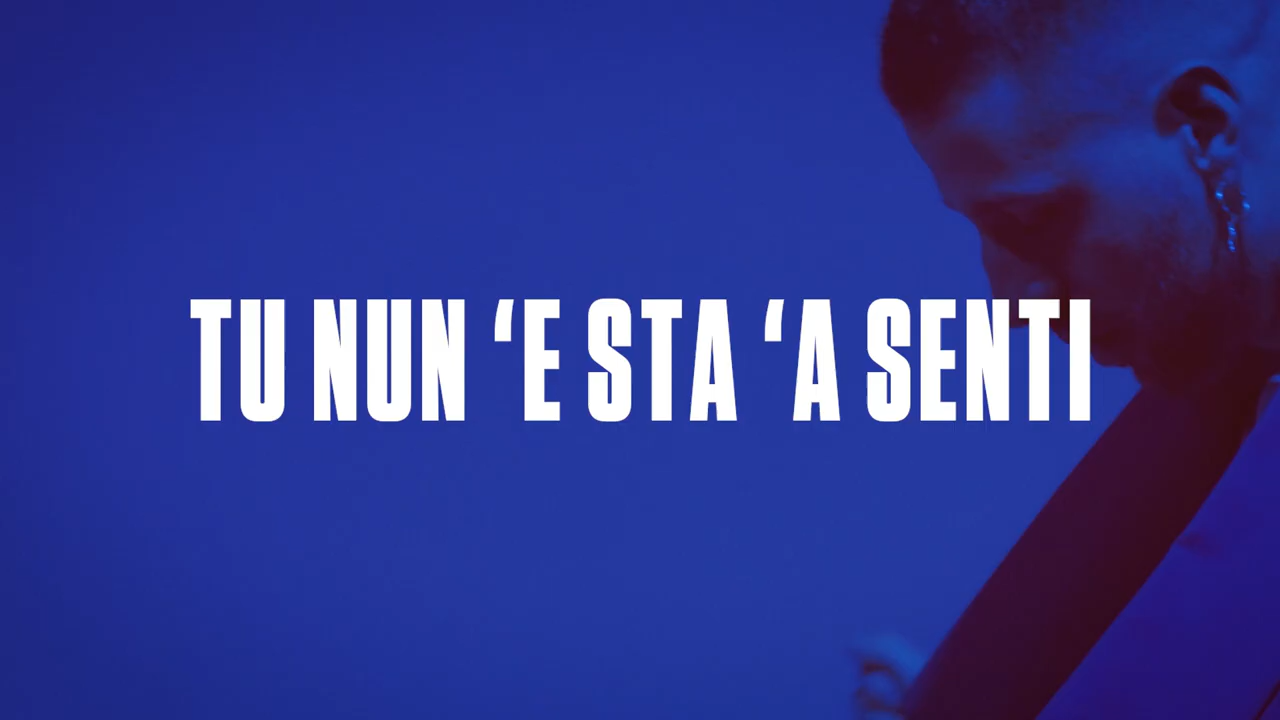 TU NUN ‘E STA ‘A SENTI